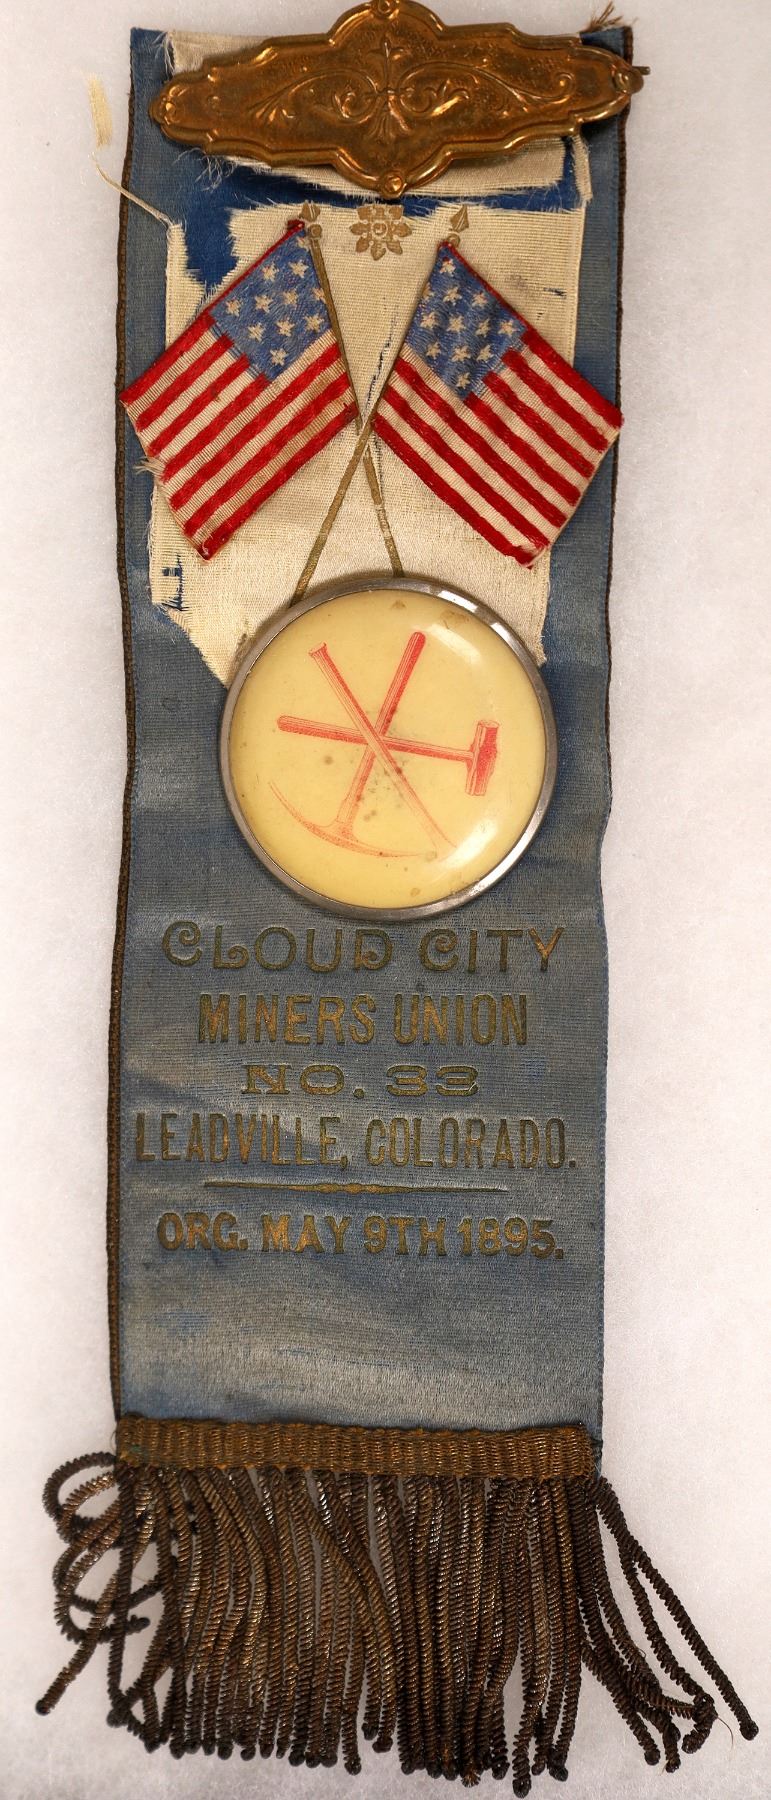 CLOUD CITY
MINERS UNION
NO. 33
LEADVILLE, COLORADO.
ORG. MAY 9TH 1895.